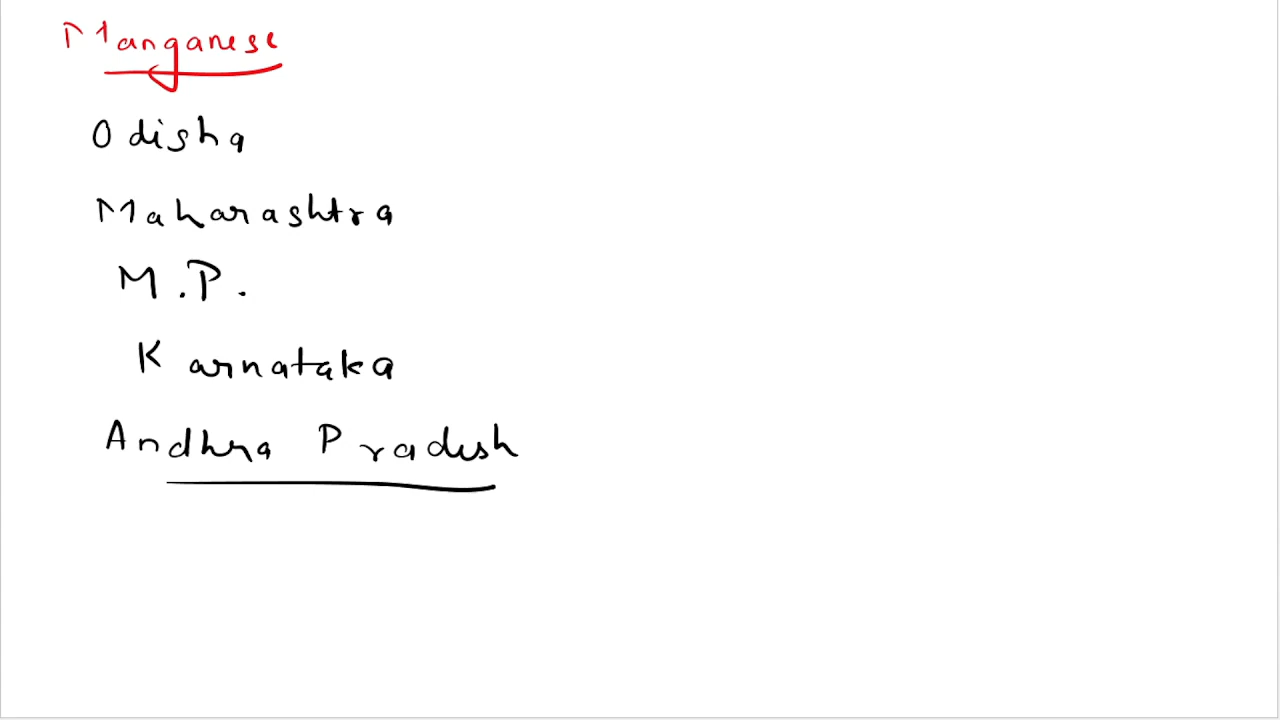 Manganese
Odisha
Maharashtra
M.P.
Karnataka
Andhra Pradesh